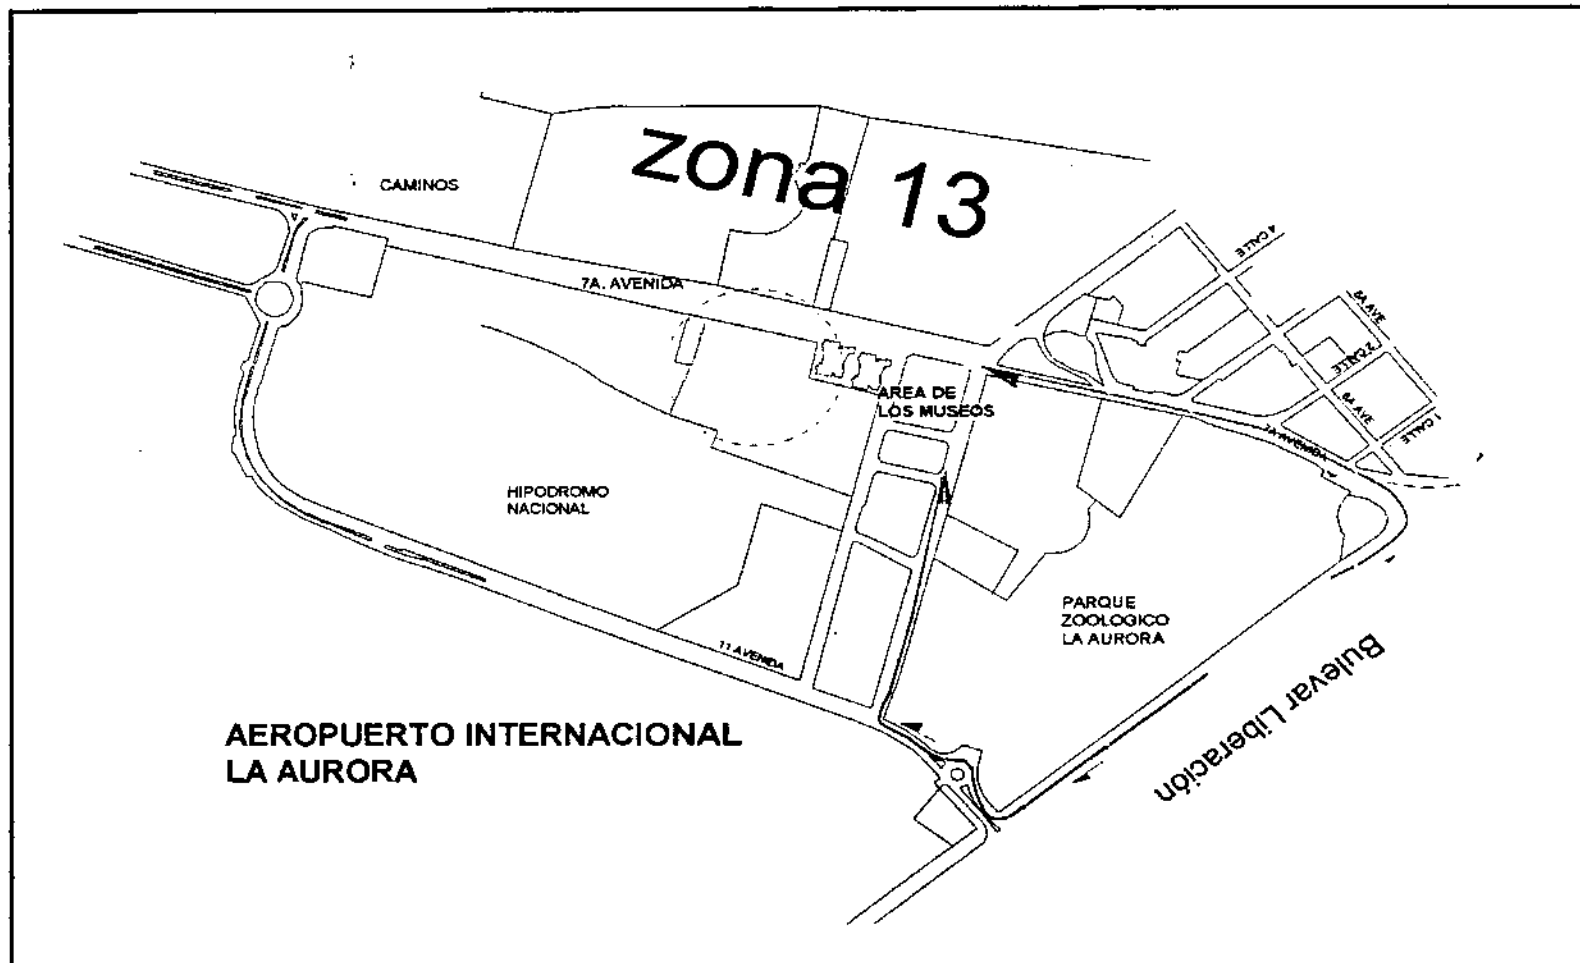 zona 13
CAMINOS
7A. AVENIDA
4 CALLE
8A AVE
2 CALLE
6A AVE
1 CALLE
7A AVENIDA
AREA DE
LOS MUSEOS
HIPODROMO
NACIONAL
PARQUE
ZOOLOGICO
LA AURORA
11 AVENIDA
Bulevar Liberación
AEROPUERTO INTERNACIONAL
LA AURORA